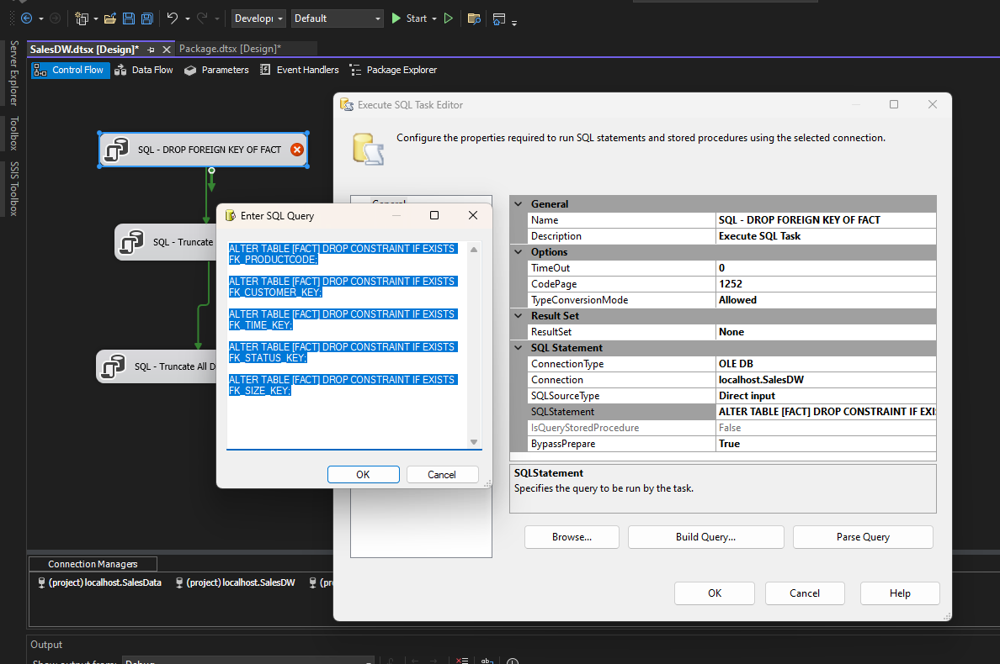 Develop
Default
Start
SalesDW.dtsx [Design]*
Package.dtsx [Design]*
Server Explorer
Toolbox
SSIS Toolbox
Control Flow
Data Flow
Parameters
Event Handlers
Package Explorer
SQL - DROP FOREIGN KEY OF FACT
SQL - Truncate
SQL - Truncate All D
Execute SQL Task Editor
Configure the properties required to run SQL statements and stored procedures using the selected connection.
General
General
Name
SQL - DROP FOREIGN KEY OF FACT
Description
Execute SQL Task
Options
TimeOut
0
CodePage
1252
TypeConversionMode
Allowed
Result Set
ResultSet
None
SQL Statement
ConnectionType
OLE DB
Connection
localhost.SalesDW
SQLSourceType
Direct input
SQLStatement
ALTER TABLE [FACT] DROP CONSTRAINT IF EXI
IsQueryStoredProcedure
False
BypassPrepare
True
SQLStatement
Specifies the query to be run by the task.
Browse...
Build Query...
Parse Query
OK
Cancel
Help
Enter SQL Query
ALTER TABLE [FACT] DROP CONSTRAINT IF EXISTS
FK_PRODUCTCODE;
ALTER TABLE [FACT] DROP CONSTRAINT IF EXISTS
FK_CUSTOMER_KEY;
ALTER TABLE [FACT] DROP CONSTRAINT IF EXISTS
FK_TIME_KEY;
ALTER TABLE [FACT] DROP CONSTRAINT IF EXISTS
FK_STATUS_KEY;
ALTER TABLE [FACT] DROP CONSTRAINT IF EXISTS
FK_SIZE_KEY;
OK
Cancel
Connection Managers
(project) localhost.SalesData
(project) localhost.SalesDW
(pr
Output
Show output from:
Debug